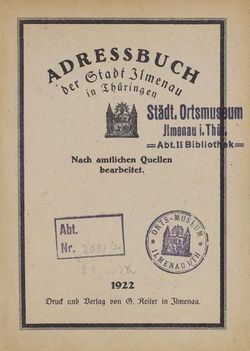 ADRESSBUCH
der Stadt Ilmenau
in Thüringen
Städt. Ortsmuseum
Ilmenau i. Thür.
Abt. II Bibliothek
Nach amtlichen Quellen
bearbeitet.
Abt.
Nr.
ORTS-MUSEUM
ILMENAU I/TH.
1922
Druck und Verlag von G. Reiter in Ilmenau.